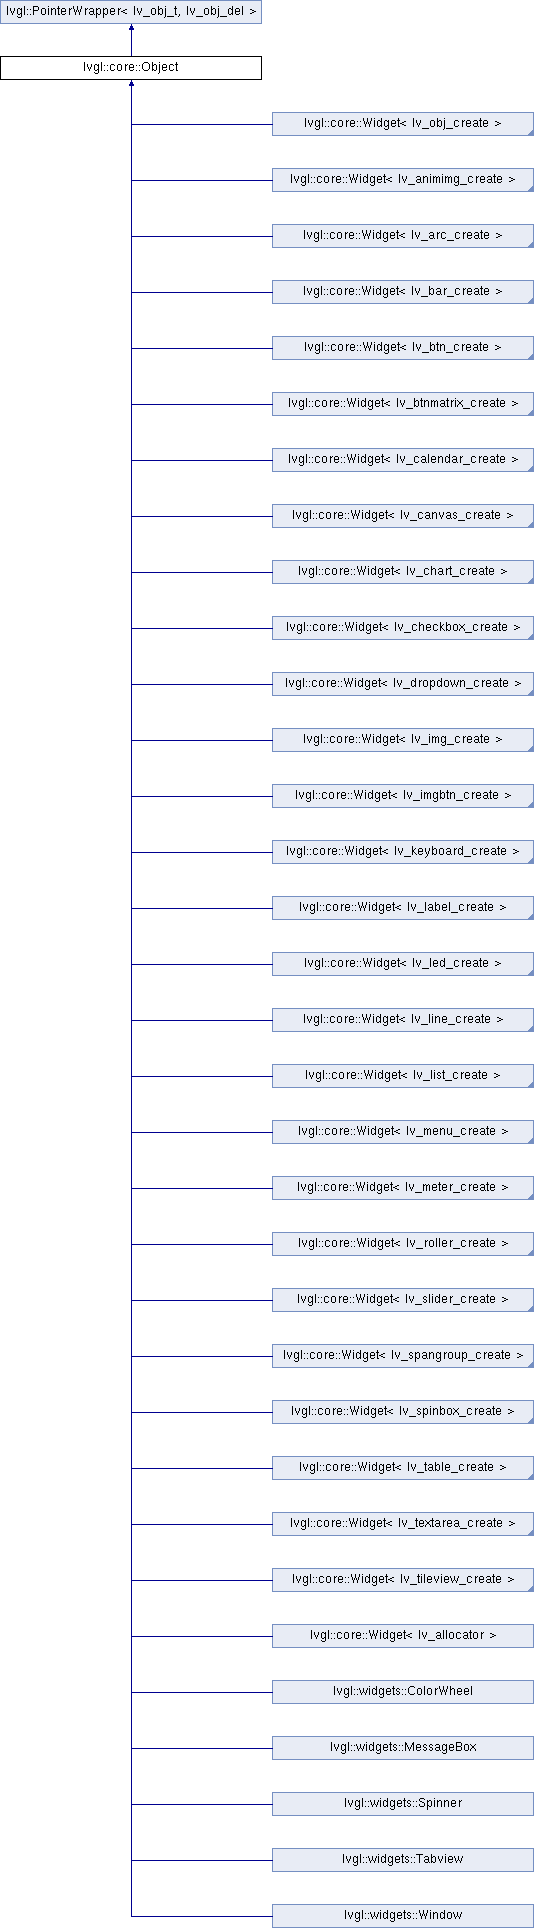 lvgl::PointerWrapper< lv_obj_t, lv_obj_del >
lvgl::core::Object
lvgl::core::Widget< lv_obj_create >
lvgl::core::Widget< lv_animimg_create >
lvgl::core::Widget< lv_arc_create >
lvgl::core::Widget< lv_bar_create >
lvgl::core::Widget< lv_btn_create >
lvgl::core::Widget< lv_btnmatrix_create >
lvgl::core::Widget< lv_calendar_create >
lvgl::core::Widget< lv_canvas_create >
lvgl::core::Widget< lv_chart_create >
lvgl::core::Widget< lv_checkbox_create >
lvgl::core::Widget< lv_dropdown_create >
lvgl::core::Widget< lv_img_create >
lvgl::core::Widget< lv_imgbtn_create >
lvgl::core::Widget< lv_keyboard_create >
lvgl::core::Widget< lv_label_create >
lvgl::core::Widget< lv_led_create >
lvgl::core::Widget< lv_line_create >
lvgl::core::Widget< lv_list_create >
lvgl::core::Widget< lv_menu_create >
lvgl::core::Widget< lv_meter_create >
lvgl::core::Widget< lv_roller_create >
lvgl::core::Widget< lv_slider_create >
lvgl::core::Widget< lv_spangroup_create >
lvgl::core::Widget< lv_spinbox_create >
lvgl::core::Widget< lv_table_create >
lvgl::core::Widget< lv_textarea_create >
lvgl::core::Widget< lv_tileview_create >
lvgl::core::Widget< lv_allocator >
lvgl::widgets::ColorWheel
lvgl::widgets::MessageBox
lvgl::widgets::Spinner
lvgl::widgets::Tabview
lvgl::widgets::Window